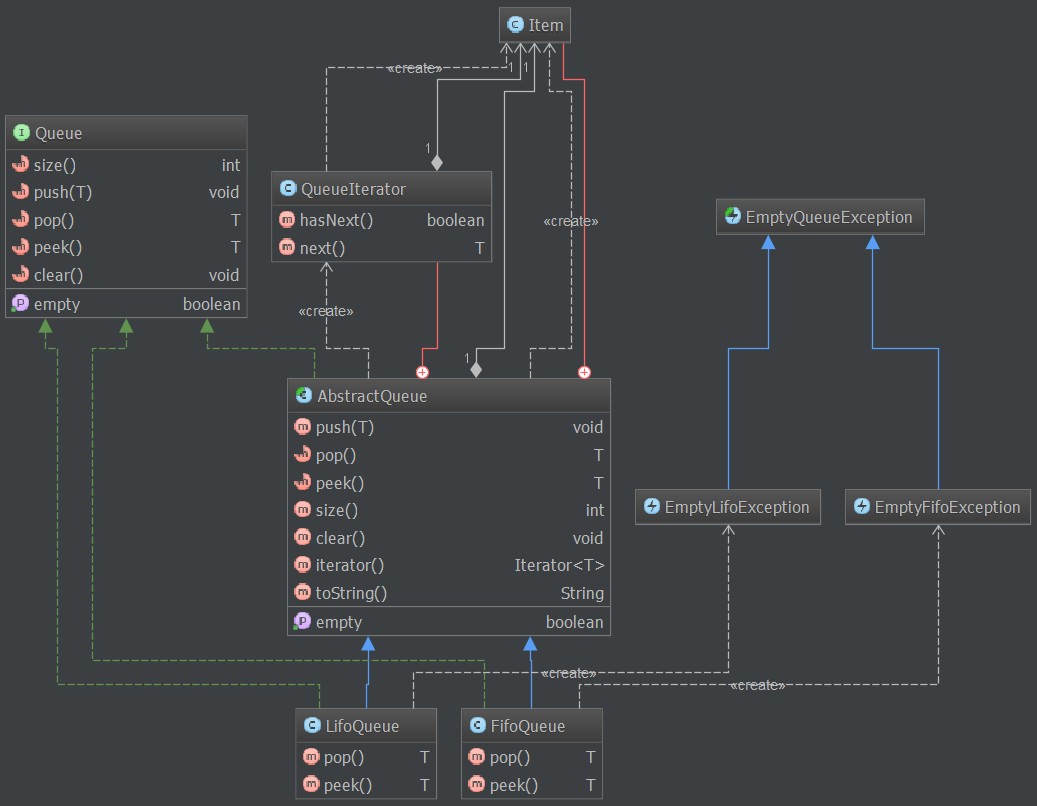 Item
«create»
1
1
1
Queue
size() int
push(T) void
pop() T
peek() T
clear() void
empty boolean
QueueIterator
hasNext() boolean
next() T
«create»
EmptyQueueException
«create»
1
AbstractQueue
push(T) void
pop() T
peek() T
size() int
clear() void
iterator() Iterator<T>
toString() String
empty boolean
EmptyLifoException
EmptyFifoException
«create»
«create»
LifoQueue
pop() T
peek() T
FifoQueue
pop() T
peek() T